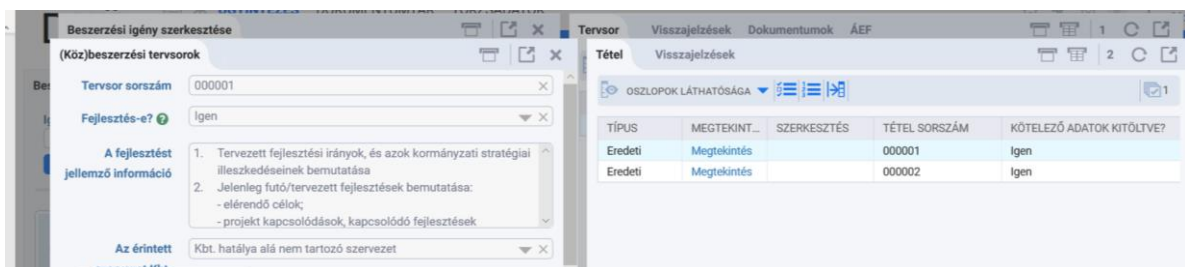 Beszerzési igény szerkesztése
(Köz)beszerzési tervsorok
Tervsor sorszám 000001
Fejlesztés-e? Igen
A fejlesztést jellemző információ
1. Tervezett fejlesztési irányok, és azok kormányzati stratégiai
illeszkedéseinek bemutatása
2. Jelenleg futó/tervezett fejlesztések bemutatása:
- elérendő célok;
- projekt kapcsolódások, kapcsolódó fejlesztések
Az érintett Kbt. hatálya alá nem tartozó szervezet
Tervsor Visszajelzések Dokumentumok ÁEF 1
Tétel Visszajelzések 2
OSZLOPOK LÁTHATÓSÁGA 1
TÍPUS MEGTEKINT... SZERKESZTÉS TÉTEL SORSZÁM KÖTELEZŐ ADATOK KITÖLTVE?
Eredeti Megtekintés 000001 Igen
Eredeti Megtekintés 000002 Igen